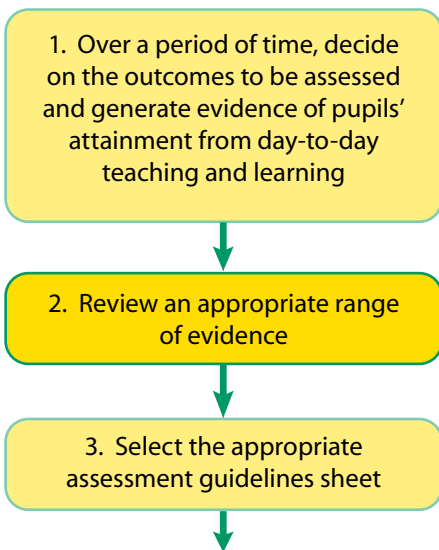 1. Over a period of time, decide
on the outcomes to be assessed
and generate evidence of pupils’
attainment from day-to-day
teaching and learning
2. Review an appropriate range
of evidence
3. Select the appropriate
assessment guidelines sheet